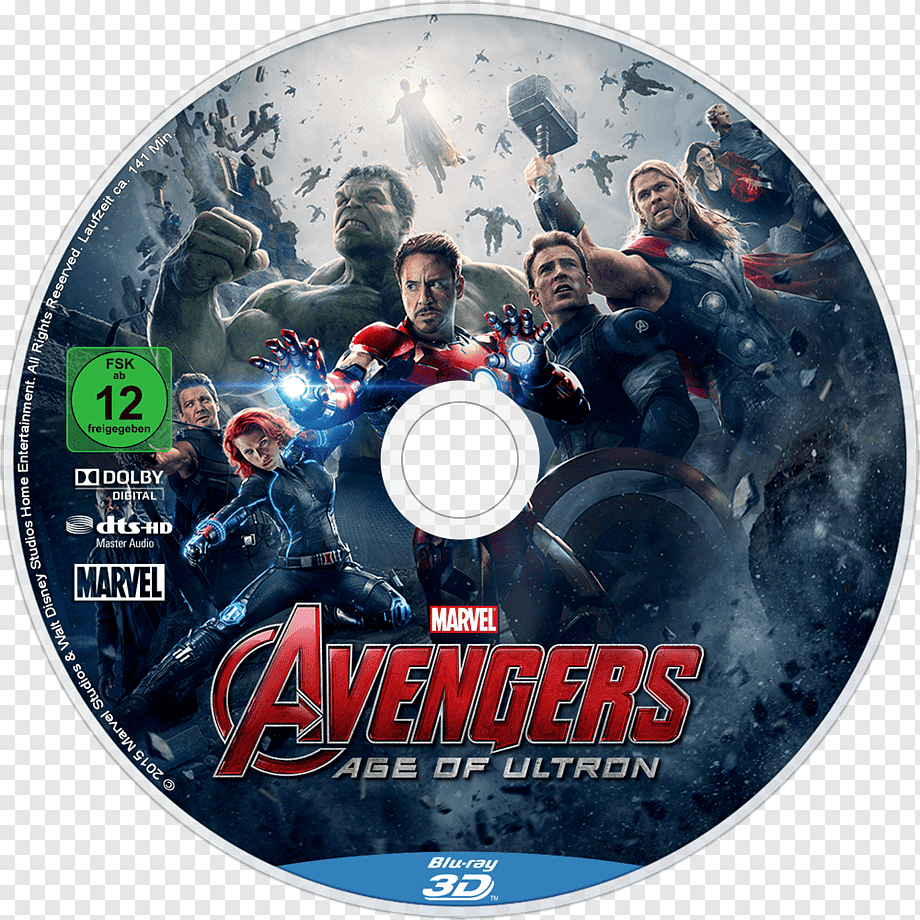 © 2015 Marvel Studios & Walt Disney Studios Home Entertainment. All Rights Reserved. Laufzeit ca. 141 Min.
FSK
ab
12
freigegeben
DOLBY
DIGITAL
dts-HD
Master Audio
MARVEL
MARVEL
AVENGERS
AGE OF ULTRON
Blu-ray
3D™